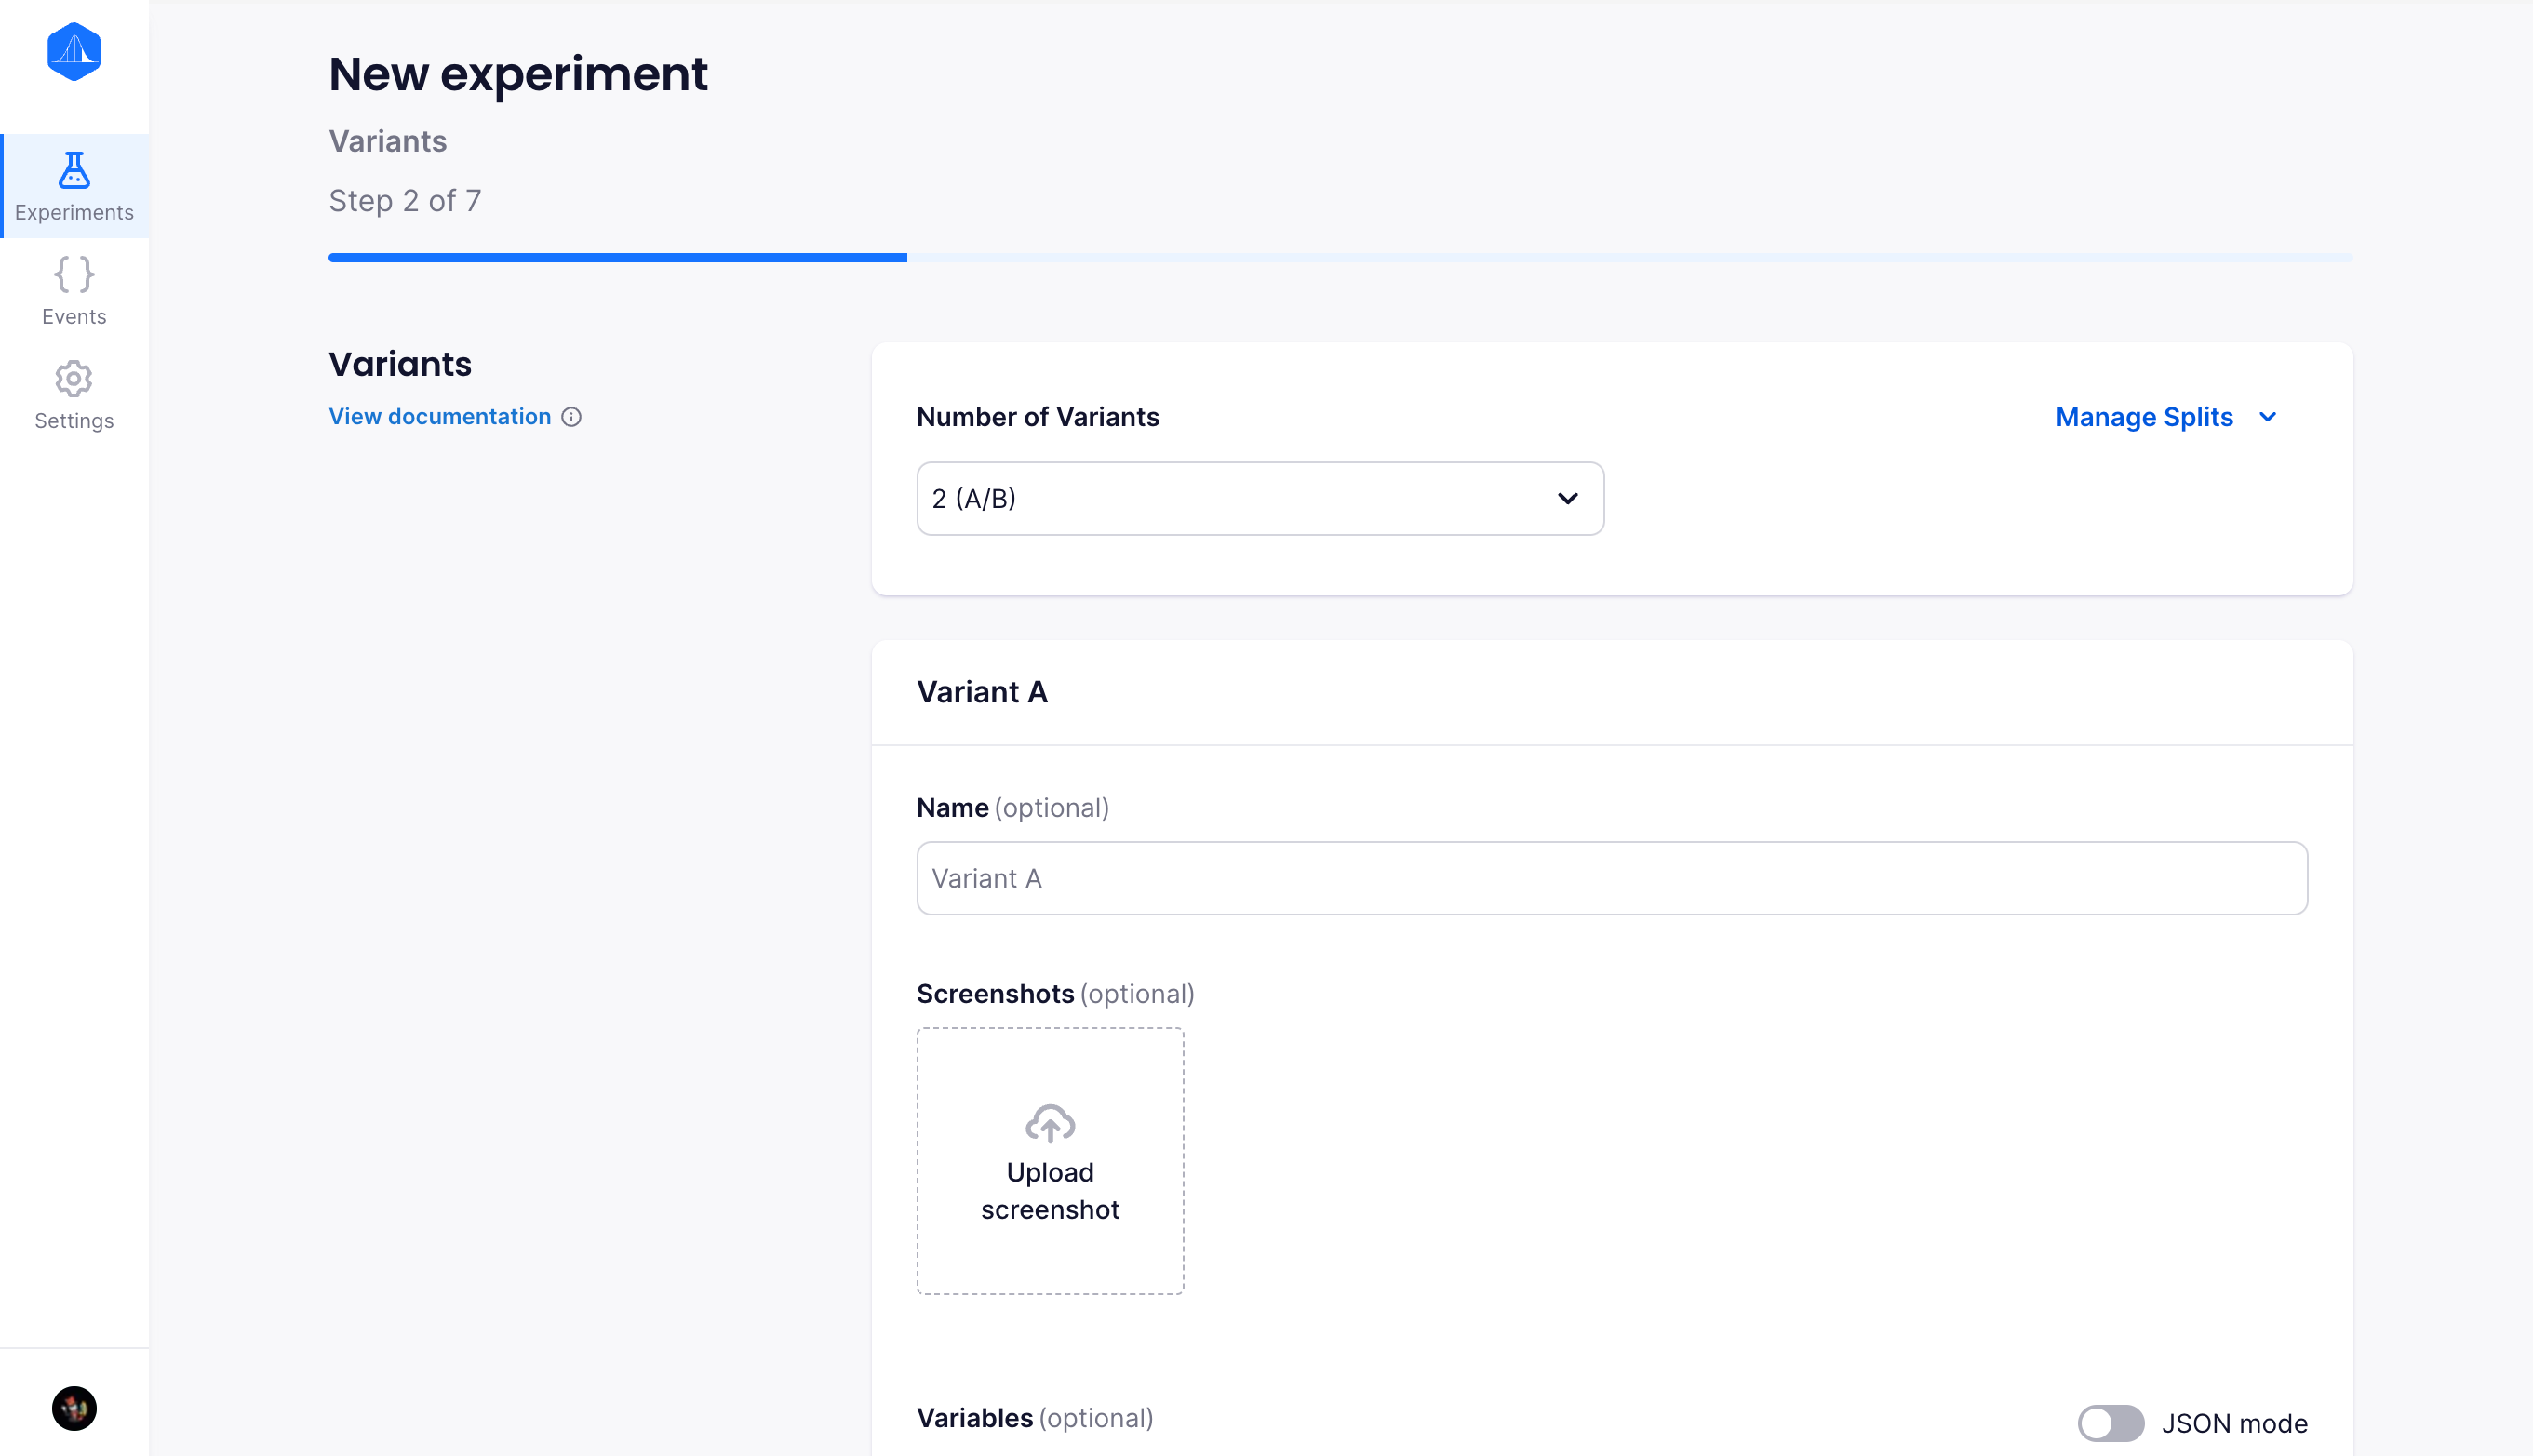 New experiment
Variants
Step 2 of 7
Experiments
Events
Settings
Variants
View documentation
Number of Variants
Manage Splits
2 (A/B)
Variant A
Name (optional)
Variant A
Screenshots (optional)
Upload
screenshot
Variables (optional)
JSON mode